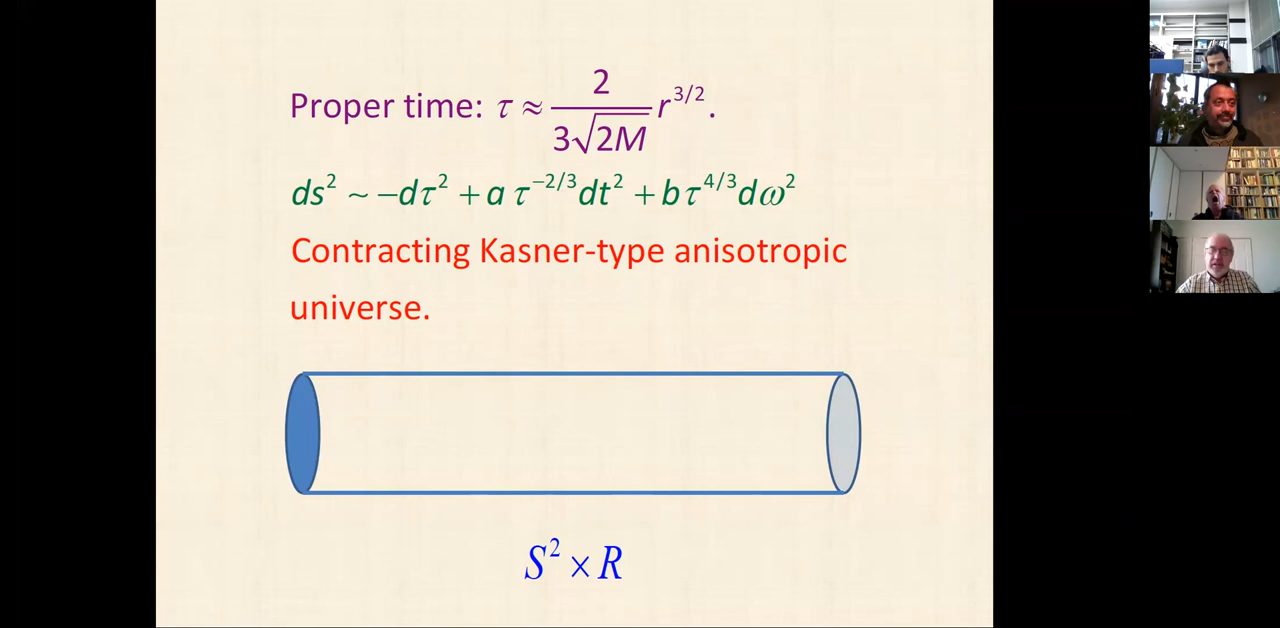 Proper time: τ ≈ 2/(3√2M) r^3/2.
ds² ~ −dτ² + a τ^−2/3 dt² + bτ^4/3 dω²
Contracting Kasner-type anisotropic
universe.
S² × R